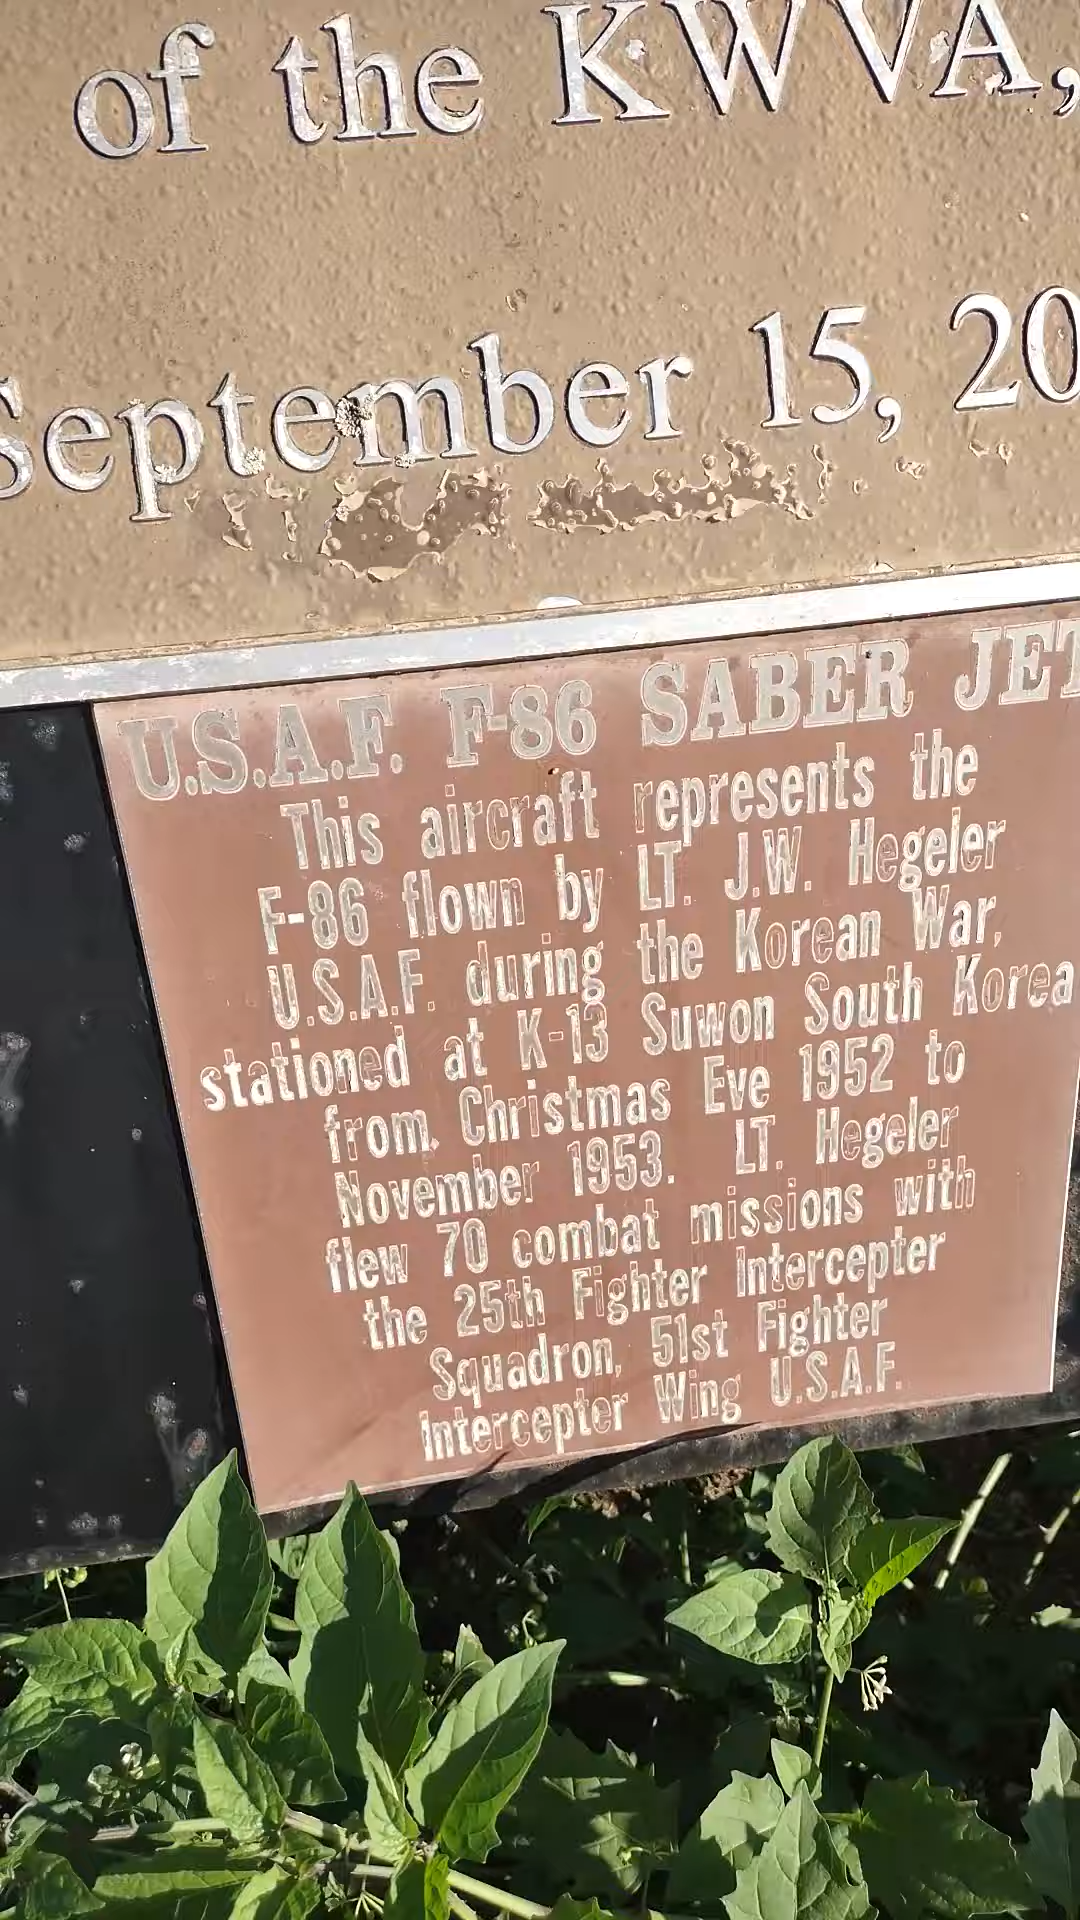 of the KWVA,
September 15, 20
U.S.A.F. F-86 SABER JET
This aircraft represents the
F-86 flown by LT. J.W. Hegeler
U.S.A.F. during the Korean War,
stationed at K-13 Suwon South Korea
from, Christmas Eve 1952 to
November 1953. LT. Hegeler
flew 70 combat missions with
the 25th Fighter Intercepter
Squadron, 51st Fighter
Intercepter Wing U.S.A.F.